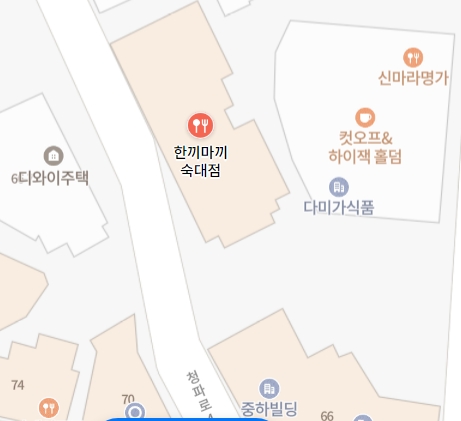 신마라명가
컷오프&
하이잭 홀덤
한끼마끼
숙대점
디와이주택
다미가식품
청파로
74
70
중하빌딩
66